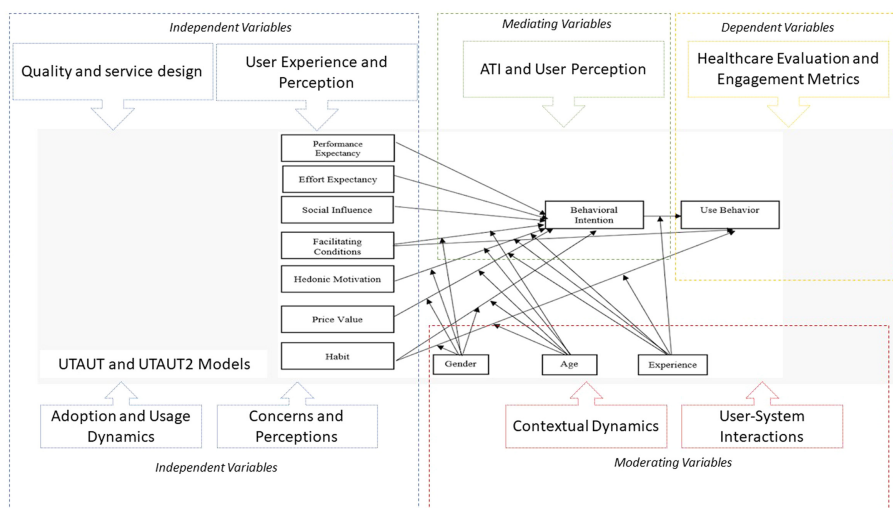 Independent Variables
Mediating Variables
Dependent Variables
Quality and service design
User Experience and
Perception
ATI and User Perception
Healthcare Evaluation and
Engagement Metrics
Performance
Expectancy
Effort Expectancy
Social Influence
Facilitating
Conditions
Hedonic Motivation
Price Value
Habit
Behavioral
Intention
Use Behavior
UTAUT and UTAUT2 Models
Gender
Age
Experience
Adoption and Usage
Dynamics
Concerns and
Perceptions
Contextual Dynamics
User-System
Interactions
Independent Variables
Moderating Variables